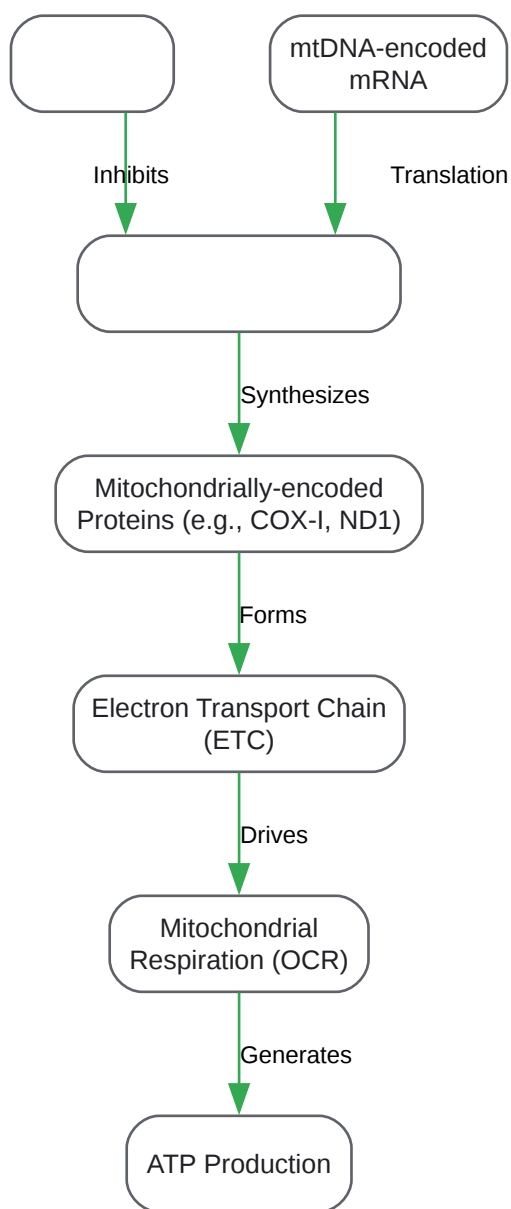 mtDNA-encoded
mRNA
Inhibits
Translation
Synthesizes
Mitochondrially-encoded
Proteins (e.g., COX-I, ND1)
Forms
Electron Transport Chain
(ETC)
Drives
Mitochondrial
Respiration (OCR)
Generates
ATP Production